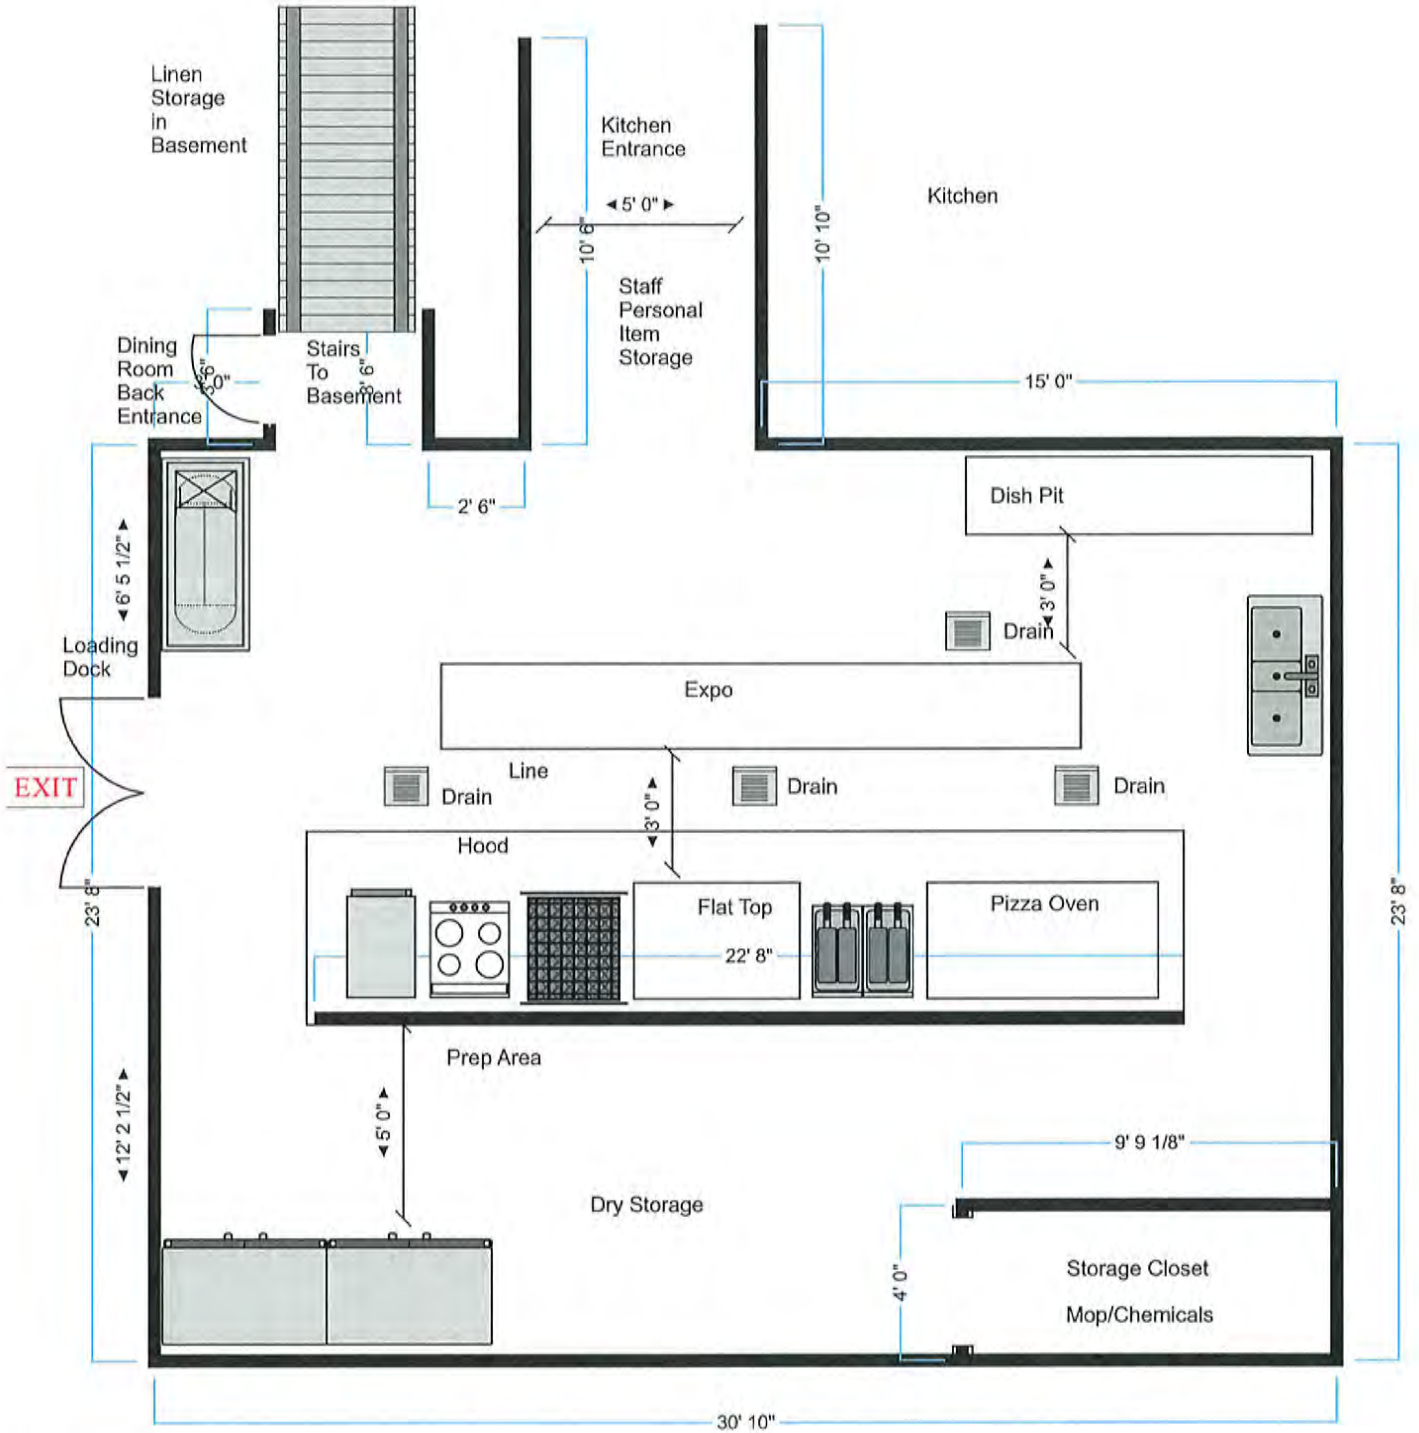 Linen
Storage
in
Basement
Kitchen
Entrance
5' 0"
Kitchen
10' 6"
10' 10"
Staff
Personal
Item
Storage
Dining
Room
Back
Entrance
3' 6"
0"
Stairs
To
Basement
3' 6"
15' 0"
2' 6"
Dish Pit
6' 5 1/2"
3' 0"
Drain
Loading
Dock
Expo
EXIT
Line
Drain
Drain
Drain
3' 0"
Hood
Flat Top
Pizza Oven
22' 8"
23' 8"
23' 8"
Prep Area
12' 2 1/2"
5' 0"
9' 9 1/8"
Dry Storage
4' 0"
Storage Closet
Mop/Chemicals
30' 10"